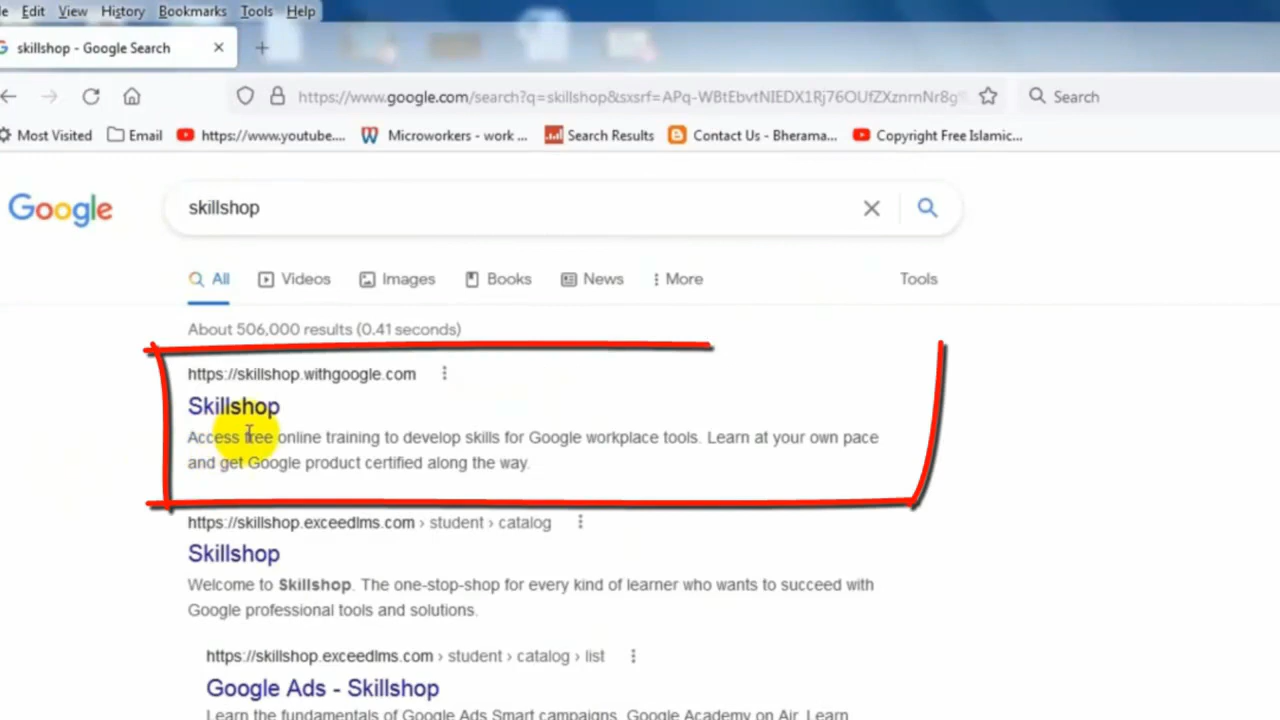 Edit View History Bookmarks Tools Help
skillshop - Google Search
https://www.google.com/search?q=skillshop&sxsrf=APq-WBtEbvtNIEDX1Rj76OUfZXznmNr8g
Search
Most Visited Email https://www.youtube.... Microworkers - work ... Search Results Contact Us - Bherama... Copyright Free Islamic...
Google
skillshop
All Videos Images Books News More Tools
About 506,000 results (0.41 seconds)
https://skillshop.withgoogle.com
Skillshop
Access free online training to develop skills for Google workplace tools. Learn at your own pace
and get Google product certified along the way.
https://skillshop.exceedlms.com › student › catalog
Skillshop
Welcome to Skillshop. The one-stop-shop for every kind of learner who wants to succeed with
Google professional tools and solutions.
https://skillshop.exceedlms.com › student › catalog › list
Google Ads - Skillshop
Learn the fundamentals of Google Ads Smart campaigns. Google Academy on Air. Learn